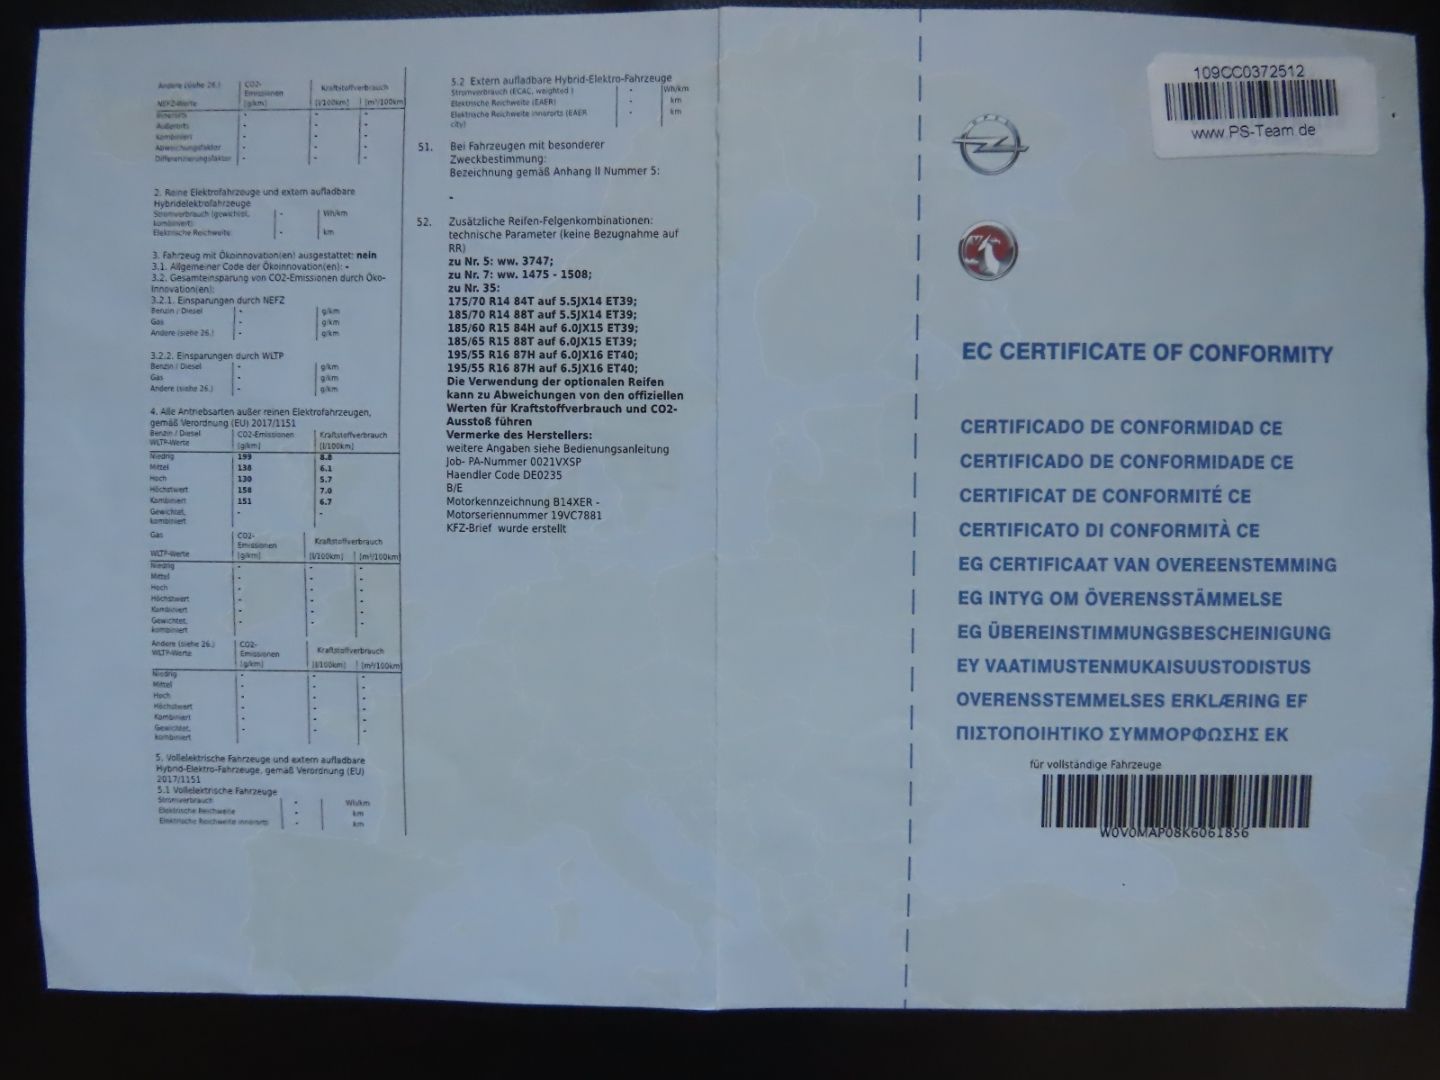 Andere (siehe 26.) CO2-Emissionen Kraftstoffverbrauch
NEFZ-Werte [g/km] [l/100km] [m³/100km]
Innerorts - - -
Außerorts - - -
Kombiniert - - -
Abweichungsfaktor - - -
Differenzierungsfaktor - - -
2. Reine Elektrofahrzeuge und extern aufladbare
Hybridelektrofahrzeuge
Stromverbrauch (gewichtet, - Wh/km
kombiniert)
Elektrische Reichweite - km
3. Fahrzeug mit Ökoinnovation(en) ausgestattet: nein
3.1. Allgemeiner Code der Ökoinnovation(en): -
3.2. Gesamteinsparung von CO2-Emissionen durch Öko-
Innovation(en):
3.2.1. Einsparungen durch NEFZ
Benzin / Diesel - g/km
Gas - g/km
Andere (siehe 26.) - g/km
3.2.2. Einsparungen durch WLTP
Benzin / Diesel - g/km
Gas - g/km
Andere (siehe 26.) - g/km
4. Alle Antriebsarten außer reinen Elektrofahrzeugen,
gemäß Verordnung (EU) 2017/1151
Benzin / Diesel CO2-Emissionen Kraftstoffverbrauch
WLTP-Werte [g/km] [l/100km]
Niedrig 199 8.8
Mittel 138 6.1
Hoch 130 5.7
Höchstwert 158 7.0
Kombiniert 151 6.7
Gewichtet, - -
kombiniert
Gas CO2-Emissionen Kraftstoffverbrauch
WLTP-Werte [g/km] [l/100km] [m³/100km]
Niedrig - - -
Mittel - - -
Hoch - - -
Höchstwert - - -
Kombiniert - - -
Gewichtet, - - -
kombiniert
Andere (siehe 26.) CO2-Emissionen Kraftstoffverbrauch
WLTP-Werte [g/km] [l/100km] [m³/100km]
Niedrig - - -
Mittel - - -
Hoch - - -
Höchstwert - - -
Kombiniert - - -
Gewichtet, - - -
kombiniert
5. Vollelektrische Fahrzeuge und extern aufladbare
Hybrid-Elektro-Fahrzeuge, gemäß Verordnung (EU)
2017/1151
5.1 Vollelektrische Fahrzeuge
Stromverbrauch - Wh/km
Elektrische Reichweite - km
Elektrische Reichweite innerorts - km
5.2 Extern aufladbare Hybrid-Elektro-Fahrzeuge
Stromverbrauch (ECAC, weighted ) - Wh/km
Elektrische Reichweite (EAER) - km
Elektrische Reichweite innerorts (EAER - km
city)
51. Bei Fahrzeugen mit besonderer
Zweckbestimmung:
Bezeichnung gemäß Anhang II Nummer 5:
-
52. Zusätzliche Reifen-Felgenkombinationen:
technische Parameter (keine Bezugnahme auf
RR)
zu Nr. 5: ww. 3747;
zu Nr. 7: ww. 1475 - 1508;
zu Nr. 35:
175/70 R14 84T auf 5.5JX14 ET39;
185/70 R14 88T auf 5.5JX14 ET39;
185/60 R15 84H auf 6.0JX15 ET39;
185/65 R15 88T auf 6.0JX15 ET39;
195/55 R16 87H auf 6.0JX16 ET40;
195/55 R16 87H auf 6.5JX16 ET40;
Die Verwendung der optionalen Reifen
kann zu Abweichungen von den offiziellen
Werten für Kraftstoffverbrauch und CO2-
Ausstoß führen
Vermerke des Herstellers:
weitere Angaben siehe Bedienungsanleitung
Job- PA-Nummer 0021VXSP
Haendler Code DE0235
B/E
Motorkennzeichnung B14XER -
Motorseriennummer 19VC7881
KFZ-Brief wurde erstellt
109CC0372512
www.PS-Team.de
OPEL
EC CERTIFICATE OF CONFORMITY
CERTIFICADO DE CONFORMIDAD CE
CERTIFICADO DE CONFORMIDADE CE
CERTIFICAT DE CONFORMITÉ CE
CERTIFICATO DI CONFORMITÀ CE
EG CERTIFICAAT VAN OVEREENSTEMMING
EG INTYG OM ÖVERENSSTÄMMELSE
EG ÜBEREINSTIMMUNGSBESCHEINIGUNG
EY VAATIMUSTENMUKAISUUSTODISTUS
OVERENSSTEMMELSES ERKLÆRING EF
ΠΙΣΤΟΠΟΙΗΤΙΚΟ ΣΥΜΜΟΡΦΩΣΗΣ ΕΚ
für vollständige Fahrzeuge
W0V0MAP08K6061856